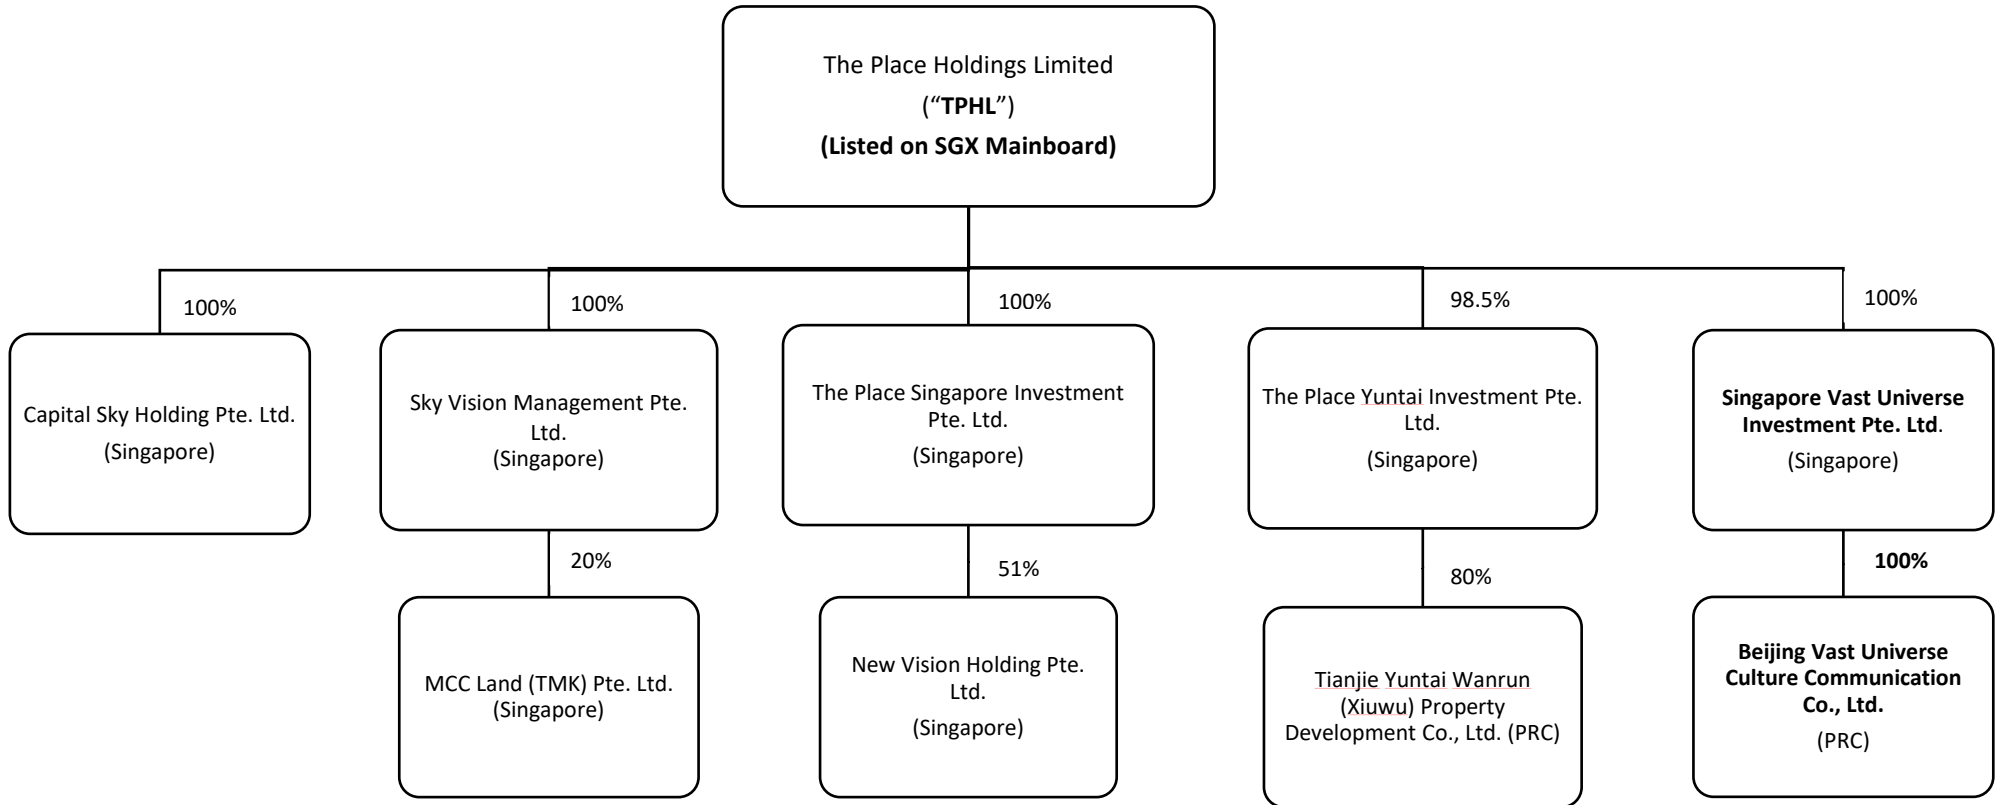 The Place Holdings Limited
(“TPHL”)
(Listed on SGX Mainboard)
100%
100%
100%
98.5%
100%
Capital Sky Holding Pte. Ltd.
(Singapore)
Sky Vision Management Pte.
Ltd.
(Singapore)
The Place Singapore Investment
Pte. Ltd.
(Singapore)
The Place Yuntai Investment Pte.
Ltd.
(Singapore)
Singapore Vast Universe
Investment Pte. Ltd.
(Singapore)
20%
51%
80%
100%
MCC Land (TMK) Pte. Ltd.
(Singapore)
New Vision Holding Pte.
Ltd.
(Singapore)
Tianjie Yuntai Wanrun
(Xiuwu) Property
Development Co., Ltd. (PRC)
Beijing Vast Universe
Culture Communication
Co., Ltd.
(PRC)